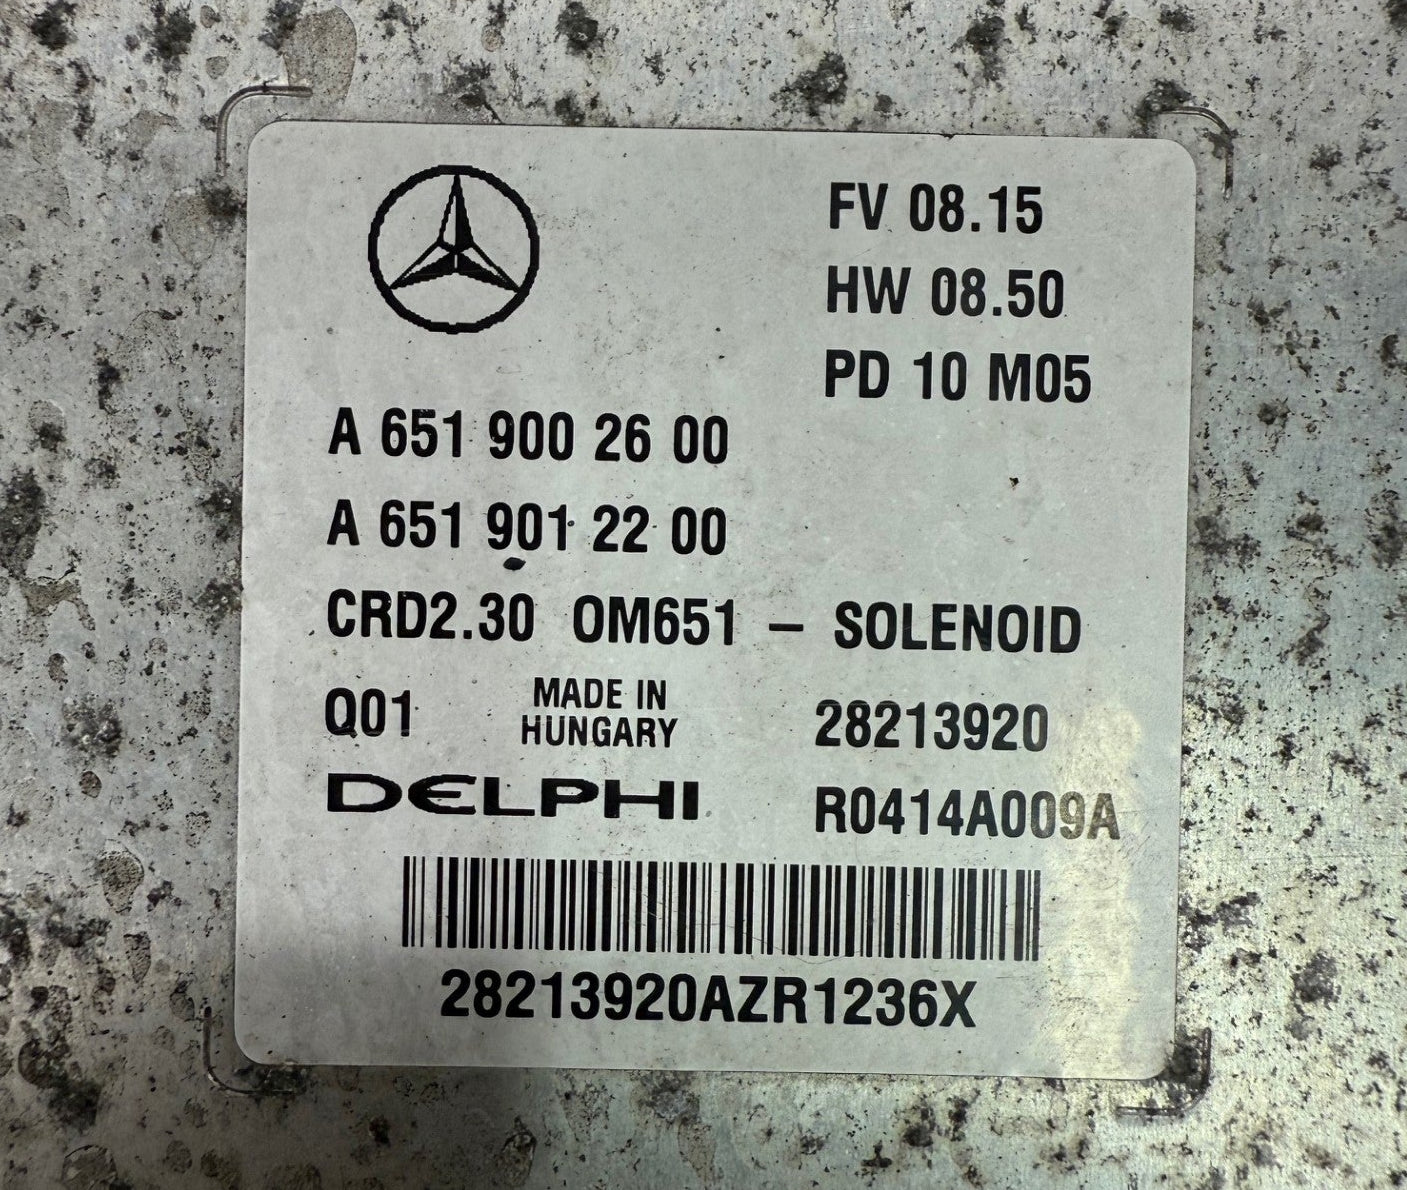 FV 08.15
HW 08.50
PD 10 M05
A 651 900 26 00
A 651 901 22 00
CRD2.30 OM651 – SOLENOID
Q01 MADE IN HUNGARY 28213920
DELPHI R0414A009A
28213920AZR1236X